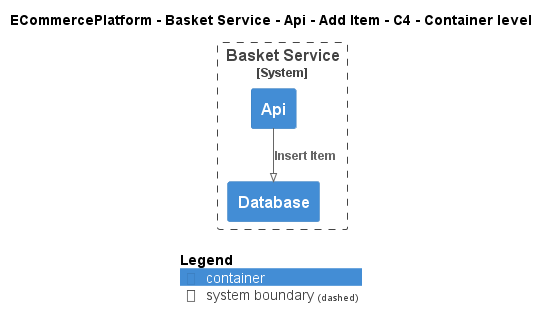 ECommercePlatform - Basket Service - Api - Add Item - C4 - Container level
Basket Service
[System]
Api
Insert Item
Database
Legend
container
system boundary (dashed)